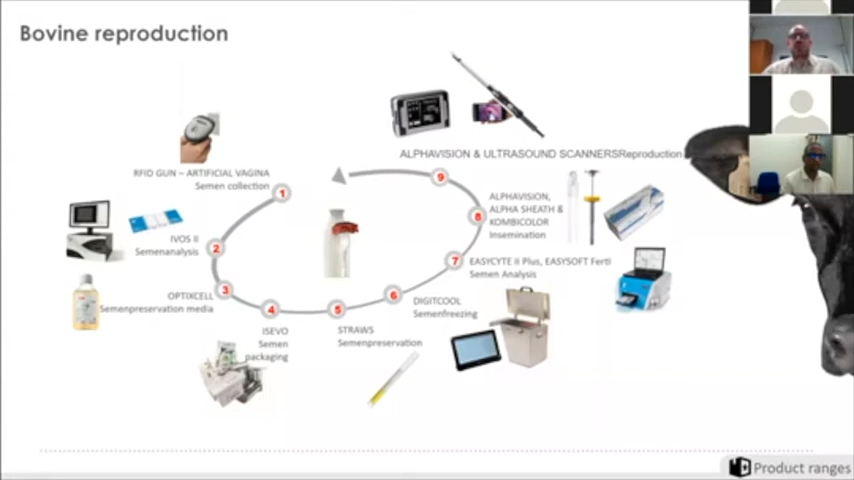 Bovine reproduction
RFID GUN – ARTIFICIAL VAGINA
Semen collection
1
IVOS II
Semenanalysis
2
OPTIXCELL
Semenpreservation media
3
4
ISEVO
Semen
packaging
5
STRAWS
Semenpreservation
6
DIGITCOOL
Semenfreezing
7
EASYCYTE II Plus, EASYSOFT Ferti
Semen Analysis
8
ALPHAVISION,
ALPHA SHEATH &
KOMBICOLOR
Insemination
ALPHAVISION & ULTRASOUND SCANNERSReproduction
9
Product ranges